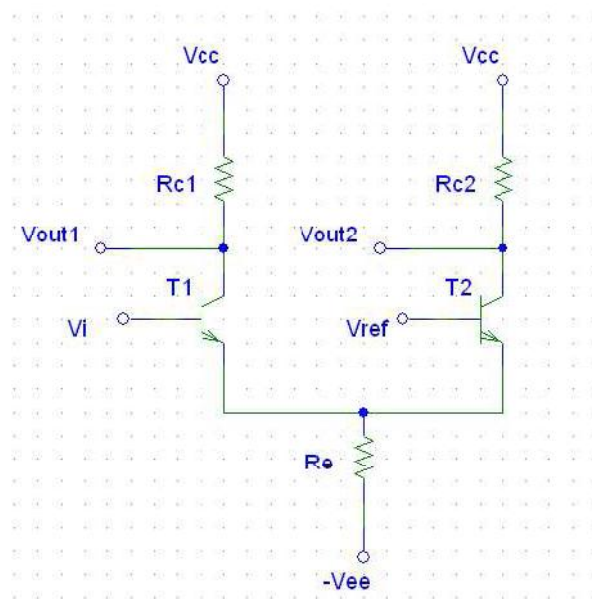 Vcc
Vcc
Rc1
Rc2
Vout1
Vout2
T1
T2
Vi
Vref
Re
-Vee